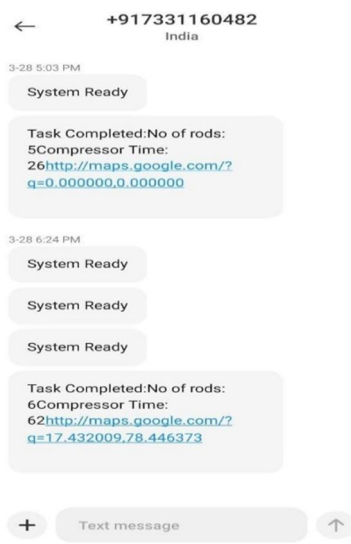 +917331160482
India
3-28 5:03 PM
System Ready
Task Completed:No of rods:
5Compressor Time:
26http://maps.google.com/?
q=0.000000,0.000000
3-28 6:24 PM
System Ready
System Ready
System Ready
Task Completed:No of rods:
6Compressor Time:
62http://maps.google.com/?
q=17.432009,78.446373
Text message